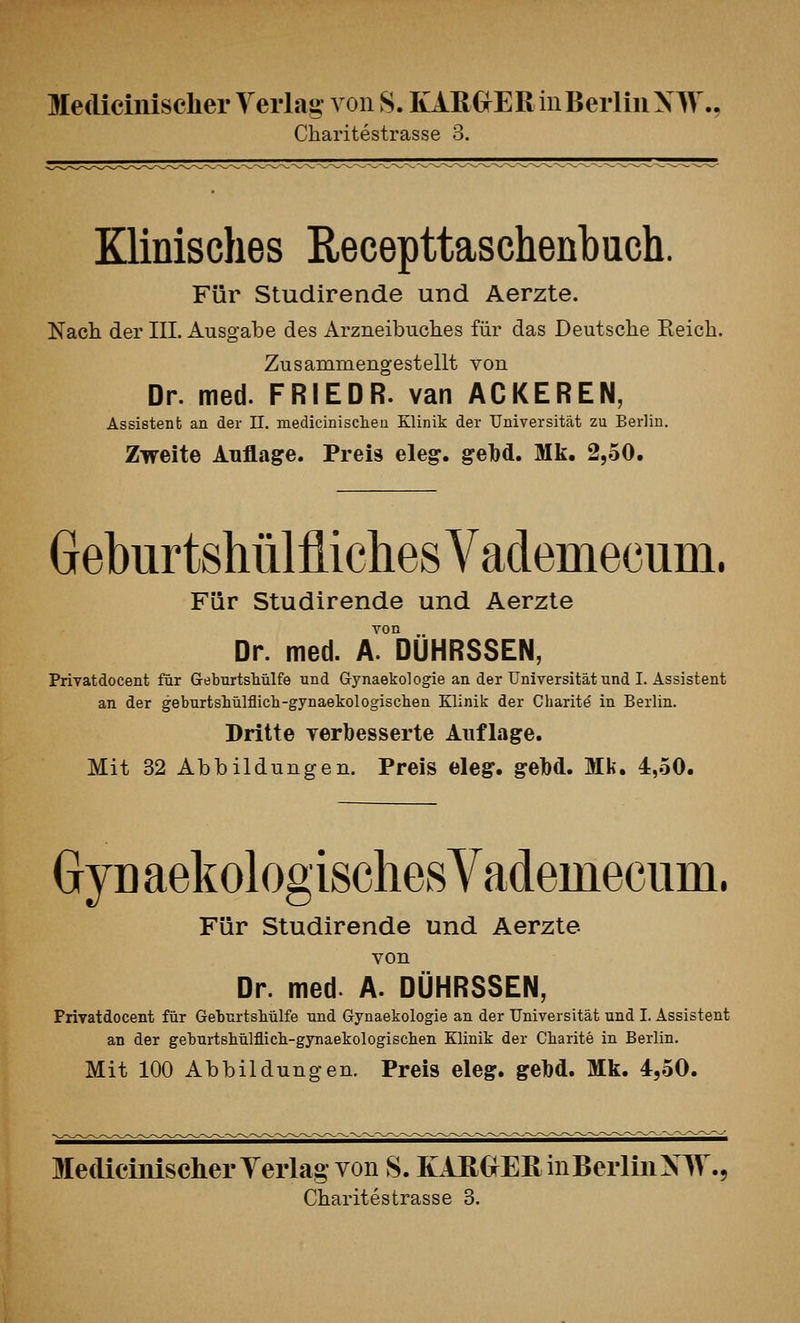 Medicinischer Verlag von S. KARGER in Berlin NW.,
Charitéstrasse 3.
Klinisches Recepttaschenbuch.
Für Studirende und Aerzte.
Nach der III. Ausgabe des Arzneibuches für das Deutsche Reich.
Zusammengestellt von
Dr. med. FRIEDR. van ACKEREN,
Assistent an der II. medicinischen Klinik der Universität zu Berlin.
Zweite Auflage. Preis eleg. gebd. Mk. 2,50.
Geburtshülfliches Vademecum.
Für Studirende und Aerzte
von
Dr. med. A. DÜHRSSEN,
Privatdocent für Geburtshülfe und Gynaekologie an der Universität und I. Assistent
an der geburtshülflich-gynaekologischen Klinik der Charité in Berlin.
Dritte verbesserte Auflage.
Mit 32 Abbildungen. Preis eleg. gebd. Mk. 4,50.
Gynaekologisches Vademecum.
Für Studirende und Aerzte
von
Dr. med. A. DÜHRSSEN,
Privatdocent für Geburtshülfe und Gynaekologie an der Universität und I. Assistent
an der geburtshülflich-gynaekologischen Klinik der Charité in Berlin.
Mit 100 Abbildungen. Preis eleg. gebd. Mk. 4,50.
Medicinischer Verlag von S. KARGER in Berlin NW.,
Charitéstrasse 3.